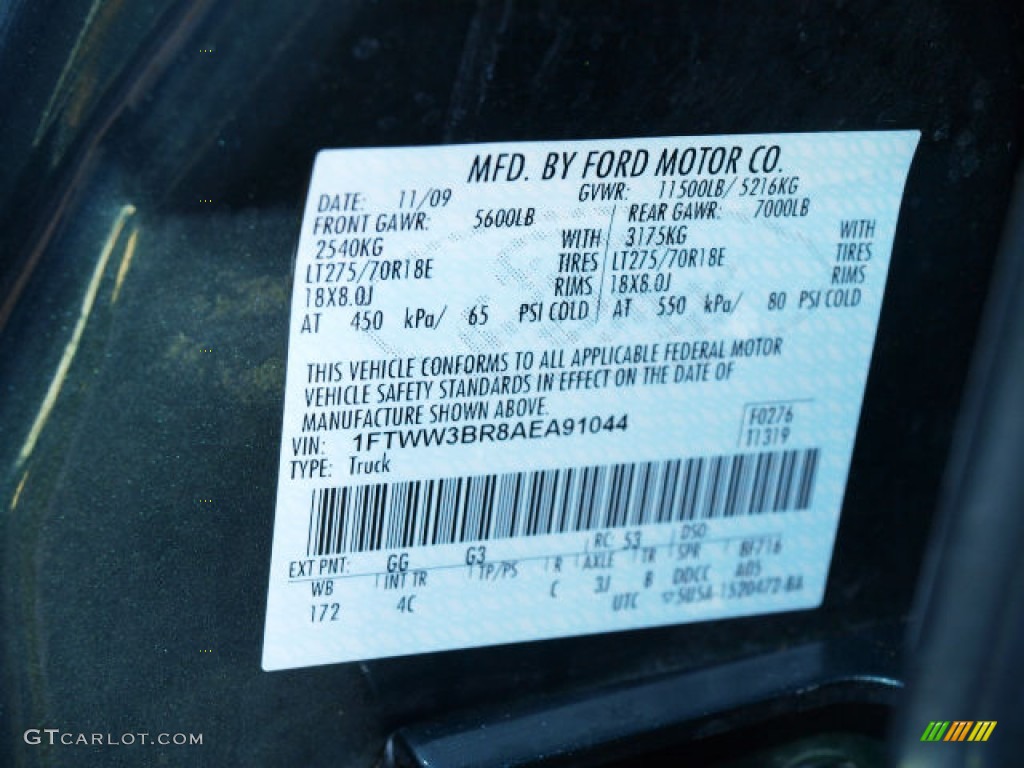 MFD. BY FORD MOTOR CO.
DATE: 11/09 GVWR: 11500LB/ 5216KG
FRONT GAWR: 5600LB REAR GAWR: 7000LB
2540KG WITH 3175KG WITH
LT275/70R18E TIRES LT275/70R18E TIRES
18X8.0J RIMS 18X8.0J RIMS
AT 450 kPa/ 65 PSI COLD AT 550 kPa/ 80 PSI COLD
THIS VEHICLE CONFORMS TO ALL APPLICABLE FEDERAL MOTOR
VEHICLE SAFETY STANDARDS IN EFFECT ON THE DATE OF
MANUFACTURE SHOWN ABOVE.
VIN: 1FTWW3BR8AEA91044 F0276
TYPE: Truck T1319
EXT PNT: GG G3 RC: 53 DSO:
WB INT TR TP/PS R AXLE TR SPR BF716
172 4C C 3J B DDCC A05
UTC
GTCARLOT.COM